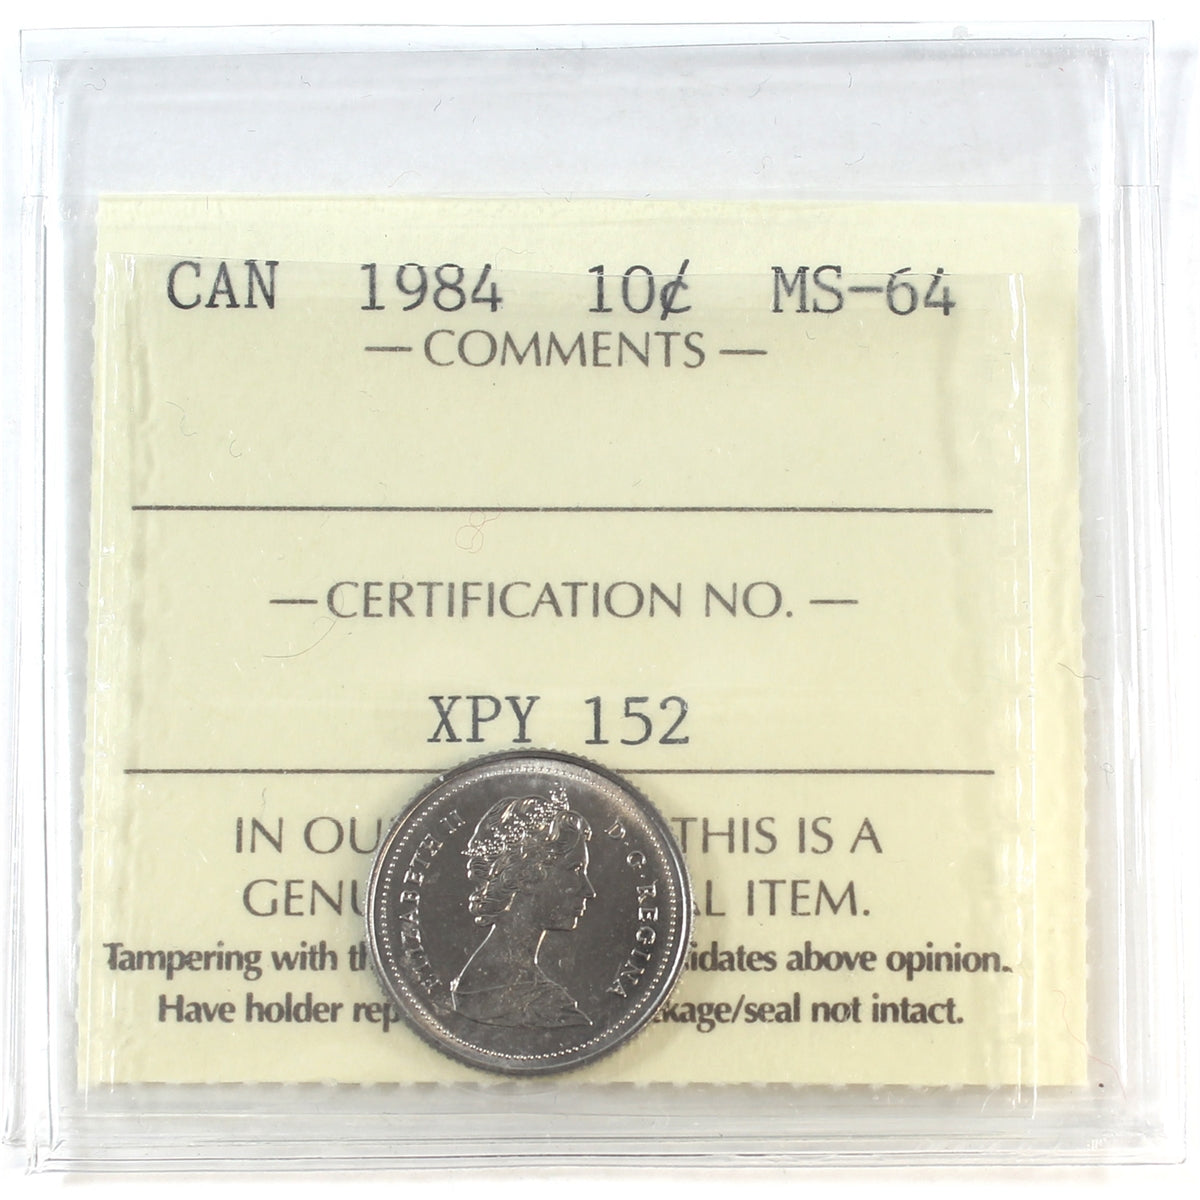 CAN 1984 10¢ MS-64
— COMMENTS —
— CERTIFICATION NO. —
XPY 152
IN OU THIS IS A
GENU AL ITEM.
Tampering with th idates above opinion.
Have holder rep ckage/seal not intact.
ELIZABETH II D·G·REGINA